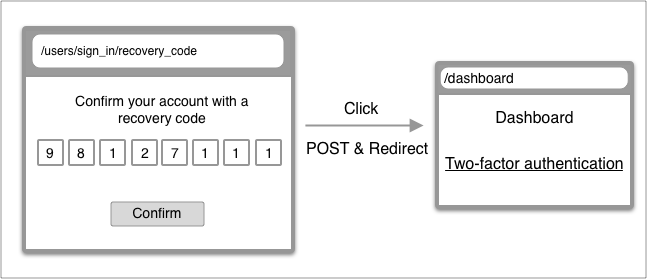 /users/sign_in/recovery_code
Confirm your account with a
recovery code
9 8 1 2 7 1 1 1
Confirm
Click
POST & Redirect
/dashboard
Dashboard
Two-factor authentication